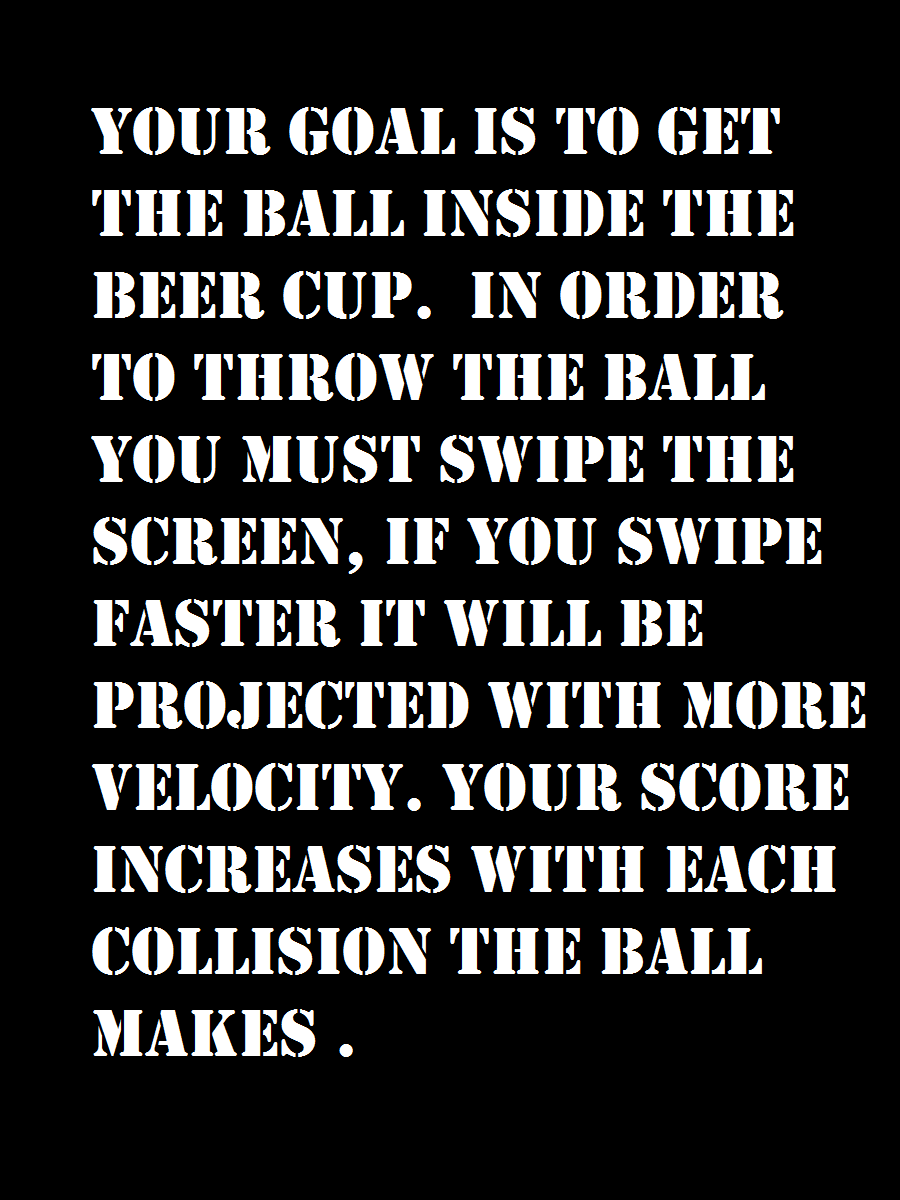 YOUR GOAL IS TO GET
THE BALL INSIDE THE
BEER CUP.  IN ORDER
TO THROW THE BALL
YOU MUST SWIPE THE
SCREEN, IF YOU SWIPE
FASTER IT WILL BE
PROJECTED WITH MORE
VELOCITY. YOUR SCORE
INCREASES WITH EACH
COLLISION THE BALL
MAKES .